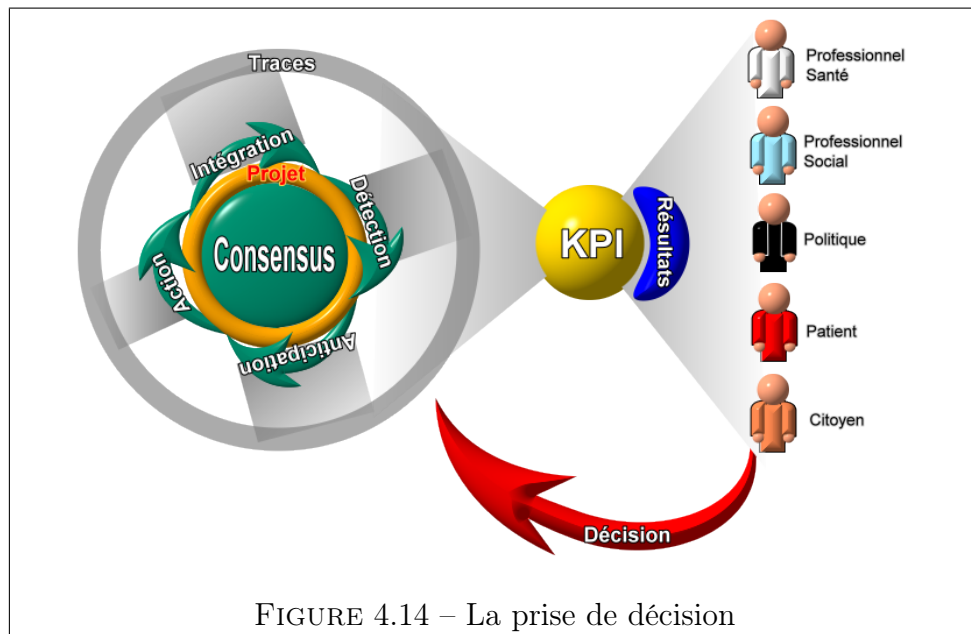 Traces
Intégration
Projet
Détection
Consensus
Action
Anticipation
KPI
Résultats
Professionnel
Santé
Professionnel
Social
Politique
Patient
Citoyen
Décision
FIGURE 4.14 – La prise de décision